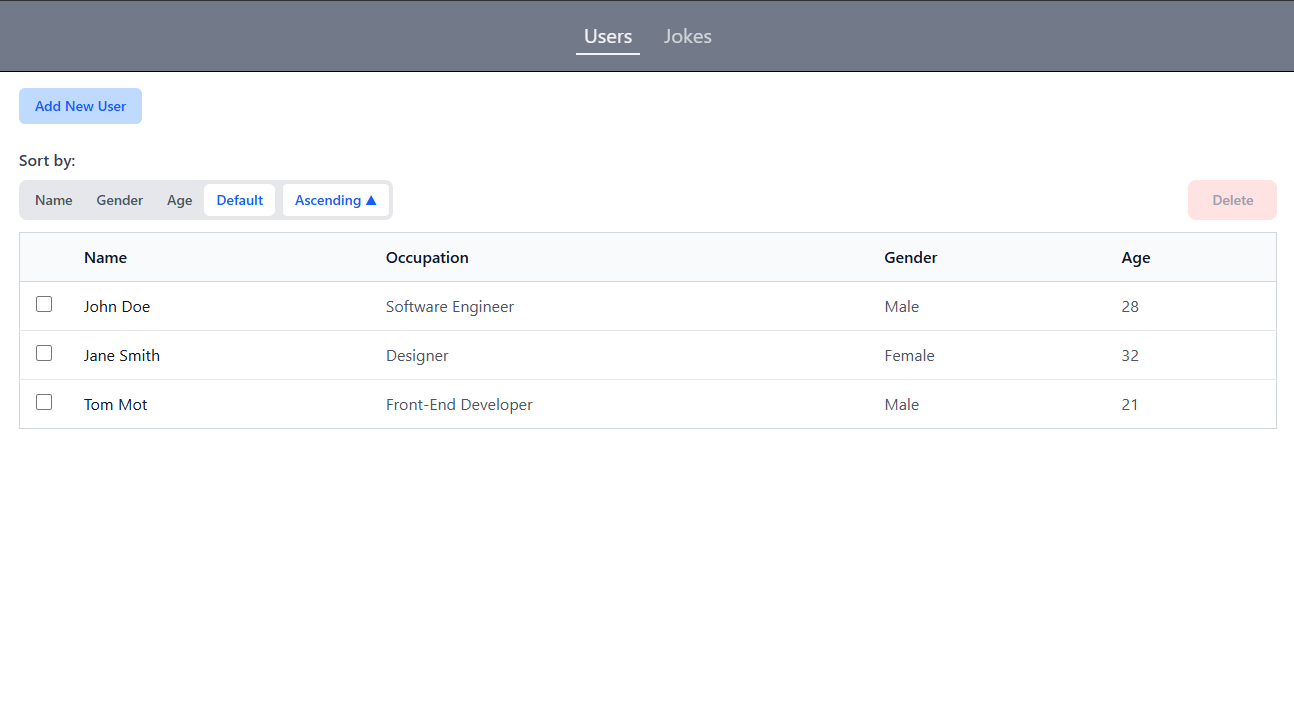 Users Jokes
Add New User
Sort by:
Name Gender Age Default Ascending ▲ Delete
Name Occupation Gender Age
John Doe Software Engineer Male 28
Jane Smith Designer Female 32
Tom Mot Front-End Developer Male 21